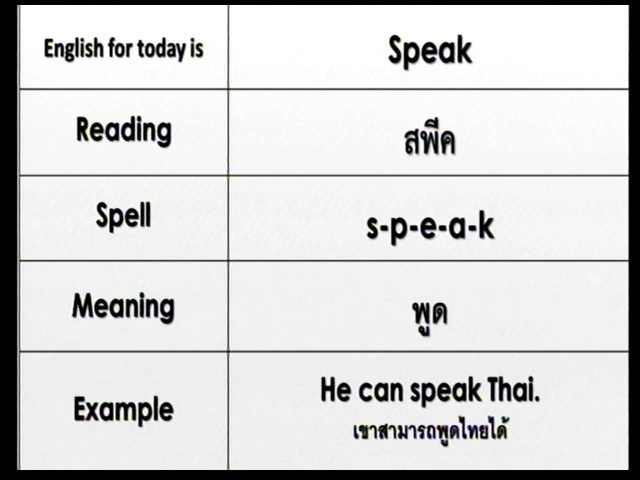 English for today is
Speak
Reading
สพีค
Spell
s-p-e-a-k
Meaning
พูด
Example
He can speak Thai.
เขาสามารถพูดไทยได้